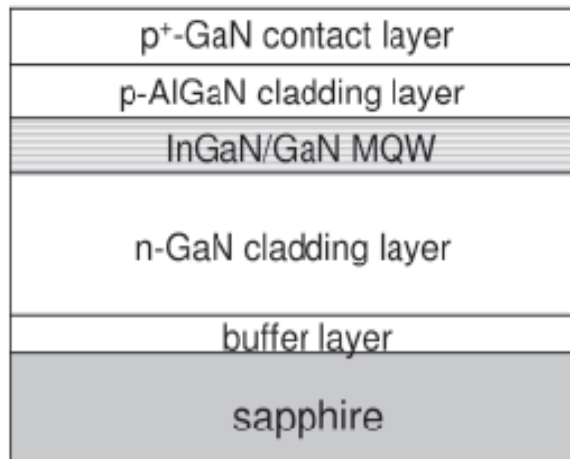 p⁺-GaN contact layer
p-AlGaN cladding layer
InGaN/GaN MQW
n-GaN cladding layer
buffer layer
sapphire